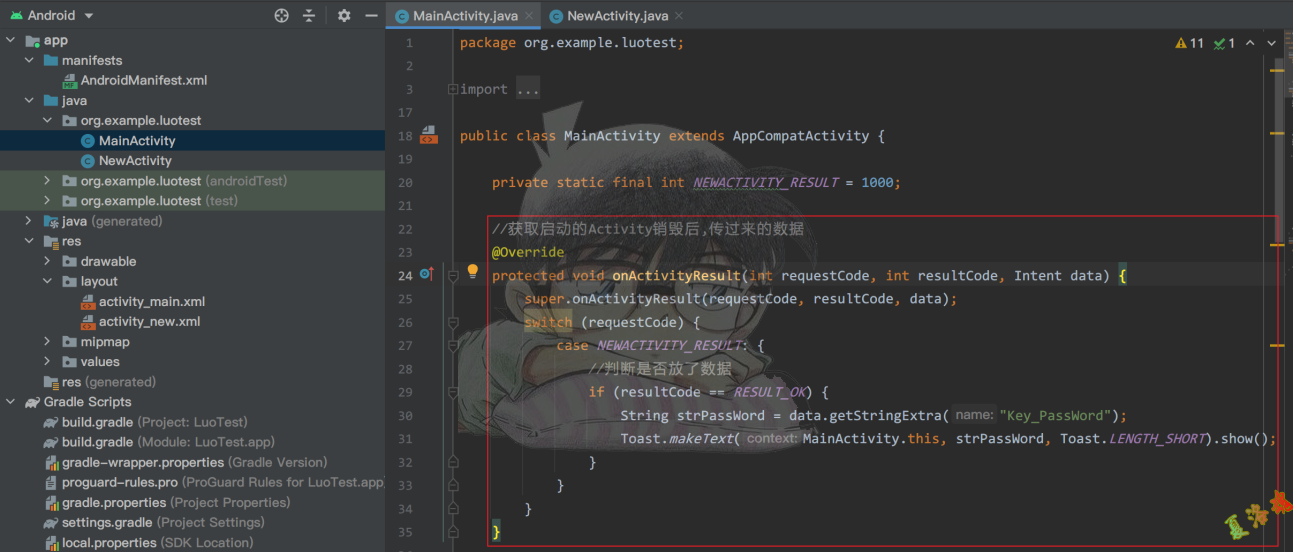 Android
app
manifests
AndroidManifest.xml
java
org.example.luotest
MainActivity
NewActivity
org.example.luotest (androidTest)
org.example.luotest (test)
java (generated)
res
drawable
layout
activity_main.xml
activity_new.xml
mipmap
values
res (generated)
Gradle Scripts
build.gradle (Project: LuoTest)
build.gradle (Module: LuoTest.app)
gradle-wrapper.properties (Gradle Version)
proguard-rules.pro (ProGuard Rules for LuoTest.app
gradle.properties (Project Properties)
settings.gradle (Project Settings)
local.properties (SDK Location)
MainActivity.java
NewActivity.java
11 1
1 package org.example.luotest;
2
3 import ...
17
18 public class MainActivity extends AppCompatActivity {
19
20 private static final int NEWACTIVITY_RESULT = 1000;
21
22 //获取启动的Activity销毁后,传过来的数据
23 @Override
24 protected void onActivityResult(int requestCode, int resultCode, Intent data) {
25 super.onActivityResult(requestCode, resultCode, data);
26 switch (requestCode) {
27 case NEWACTIVITY_RESULT: {
28 //判断是否放了数据
29 if (resultCode == RESULT_OK) {
30 String strPassWord = data.getStringExtra( name: "Key_PassWord");
31 Toast.makeText( context: MainActivity.this, strPassWord, Toast.LENGTH_SHORT).show();
32 }
33 }
34 }
35 }